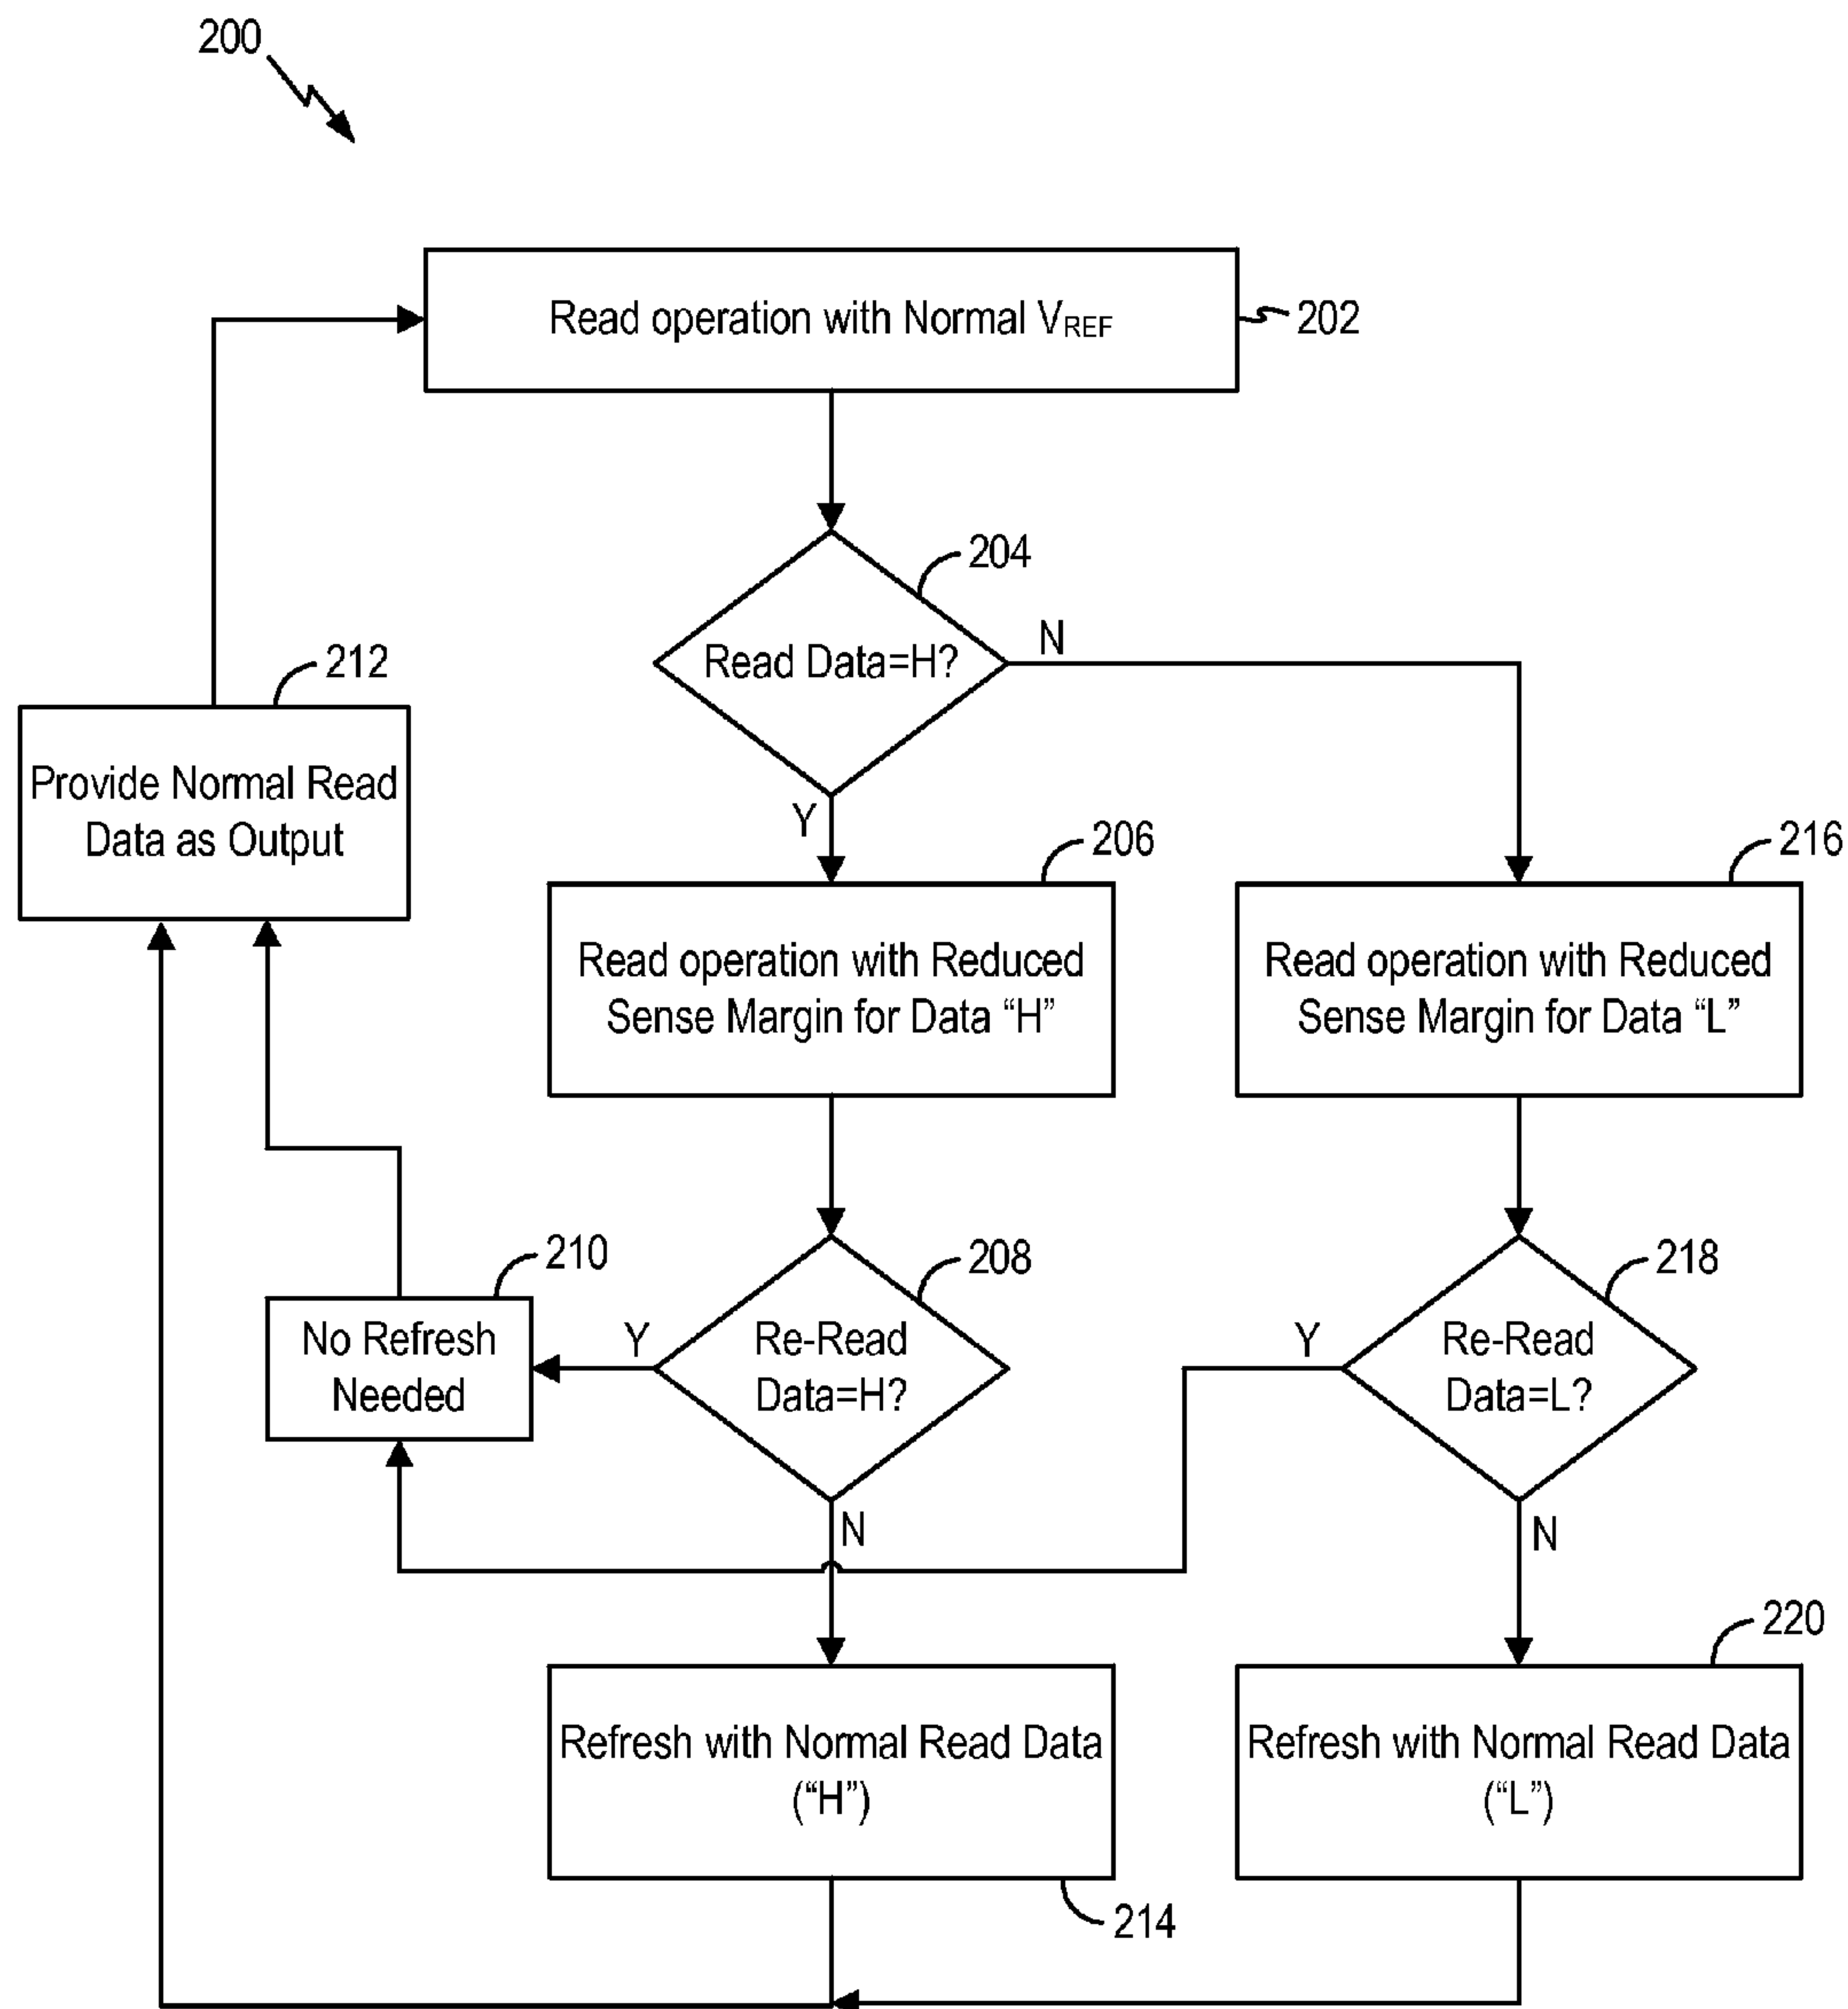 200
Read operation with Normal VREF
202
204
Read Data=H?
N
Y
212
Provide Normal Read
Data as Output
206
Read operation with Reduced
Sense Margin for Data “H”
216
Read operation with Reduced
Sense Margin for Data “L”
210
No Refresh
Needed
Y
208
Re-Read
Data=H?
N
Y
218
Re-Read
Data=L?
N
Refresh with Normal Read Data
(“H”)
214
220
Refresh with Normal Read Data
(“L”)